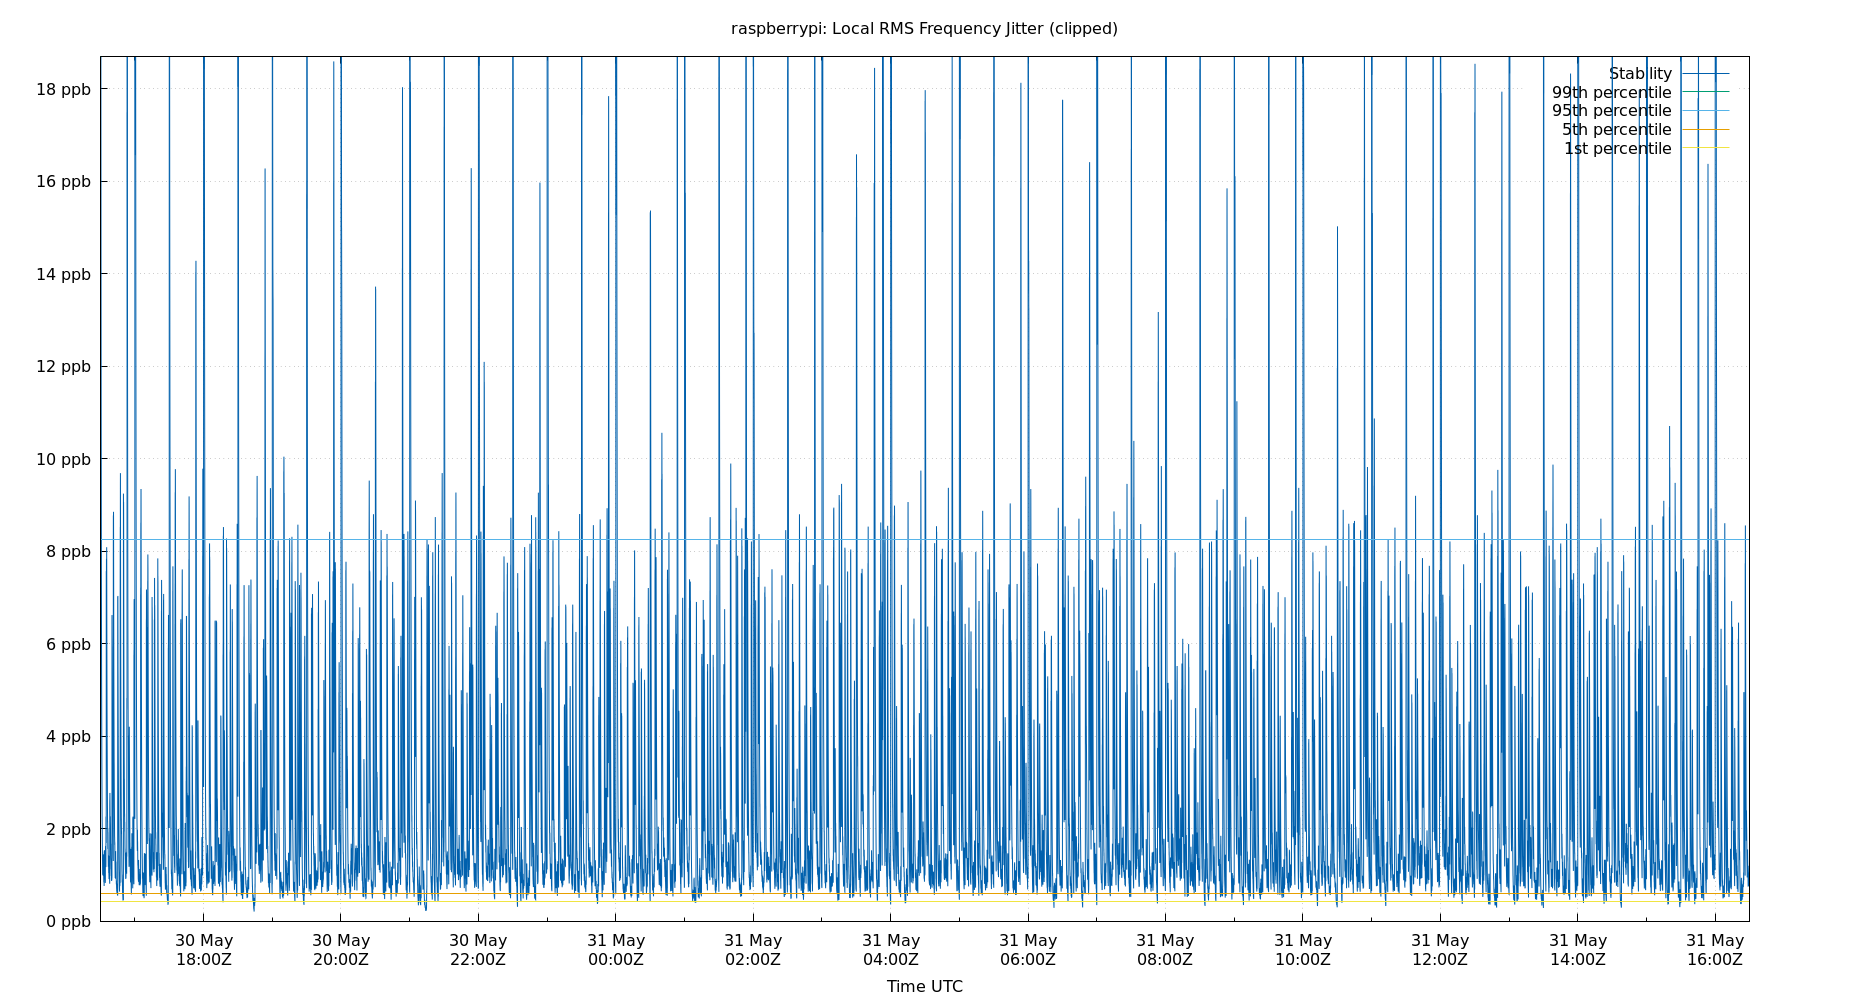 raspberrypi: Local RMS Frequency Jitter (clipped)
Stability
99th percentile
95th percentile
5th percentile
1st percentile
18 ppb
16 ppb
14 ppb
12 ppb
10 ppb
8 ppb
6 ppb
4 ppb
2 ppb
0 ppb
30 May 30 May 30 May 31 May 31 May 31 May 31 May 31 May 31 May 31 May 31 May 31 May
18:00Z 20:00Z 22:00Z 00:00Z 02:00Z 04:00Z 06:00Z 08:00Z 10:00Z 12:00Z 14:00Z 16:00Z
Time UTC